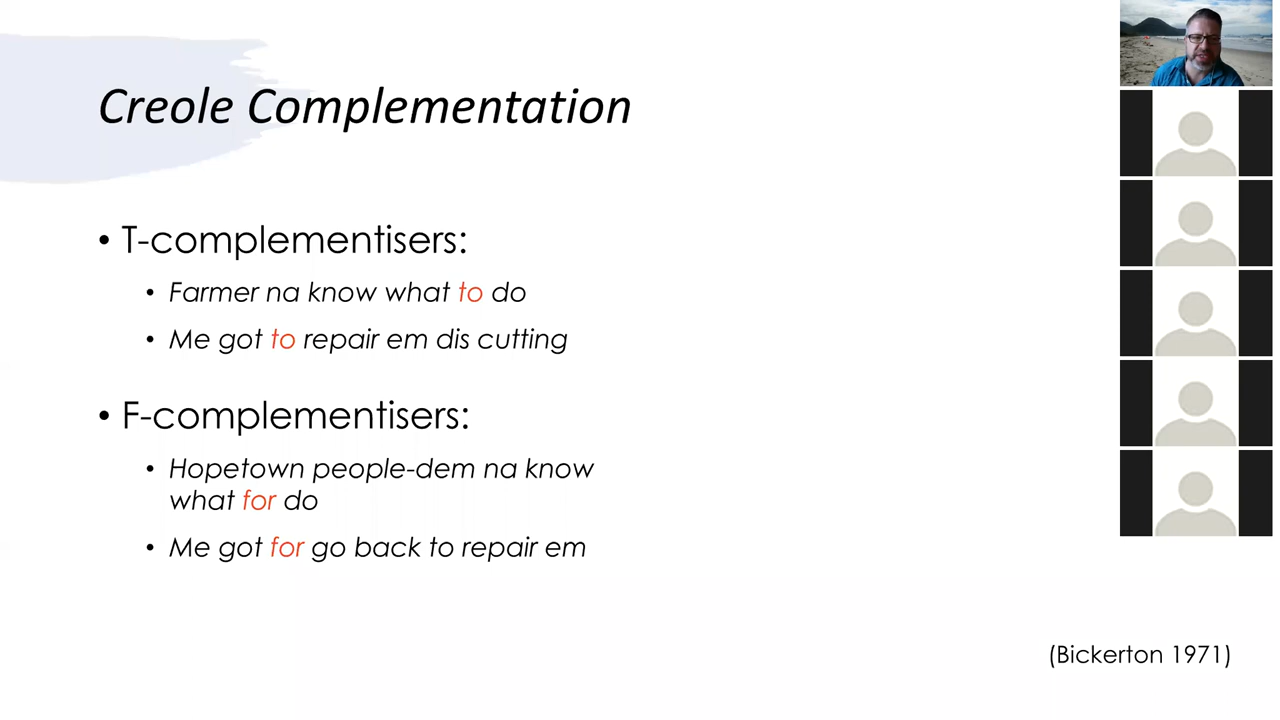 Creole Complementation
• T-complementisers:
• Farmer na know what to do
• Me got to repair em dis cutting
• F-complementisers:
• Hopetown people-dem na know
what for do
• Me got for go back to repair em
(Bickerton 1971)